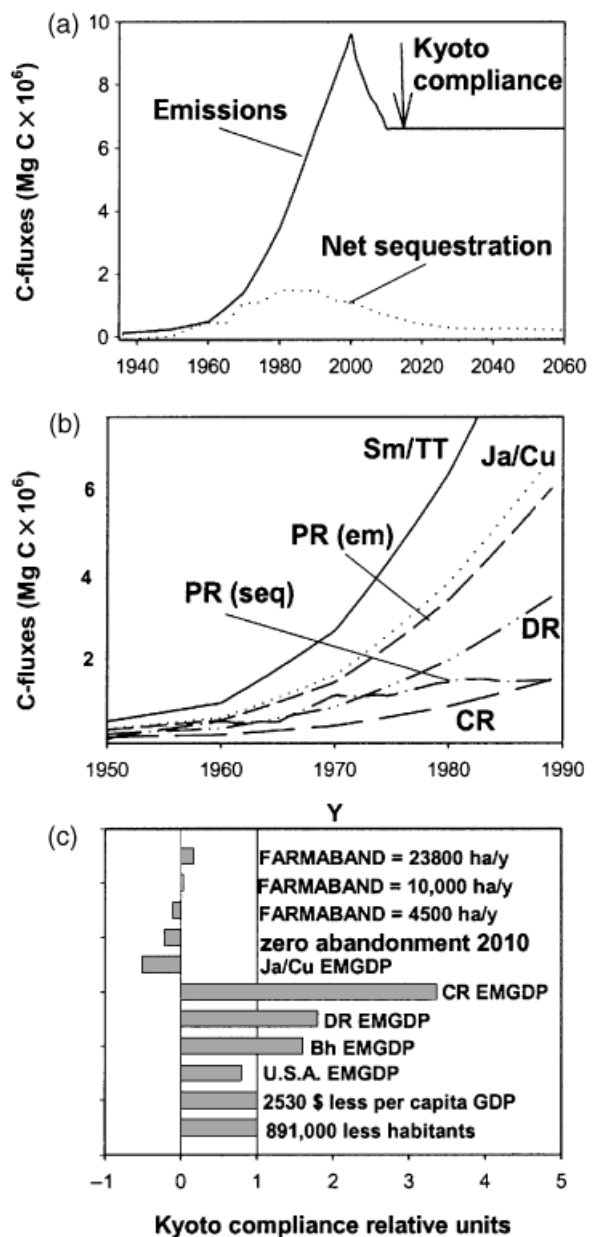 (a)
10
8
6
4
2
0
C-fluxes (Mg C × 10⁶)
Emissions
Kyoto
compliance
Net sequestration
1940 1960 1980 2000 2020 2040 2060
(b)
6
4
2
C-fluxes (Mg C × 10⁶)
Sm/TT
Ja/Cu
PR (em)
PR (seq)
DR
CR
1950 1960 1970 1980 1990
Y
(c)
FARMABAND = 23800 ha/y
FARMABAND = 10,000 ha/y
FARMABAND = 4500 ha/y
zero abandonment 2010
Ja/Cu EMGDP
CR EMGDP
DR EMGDP
Bh EMGDP
U.S.A. EMGDP
2530 $ less per capita GDP
891,000 less habitants
−1 0 1 2 3 4 5
Kyoto compliance relative units